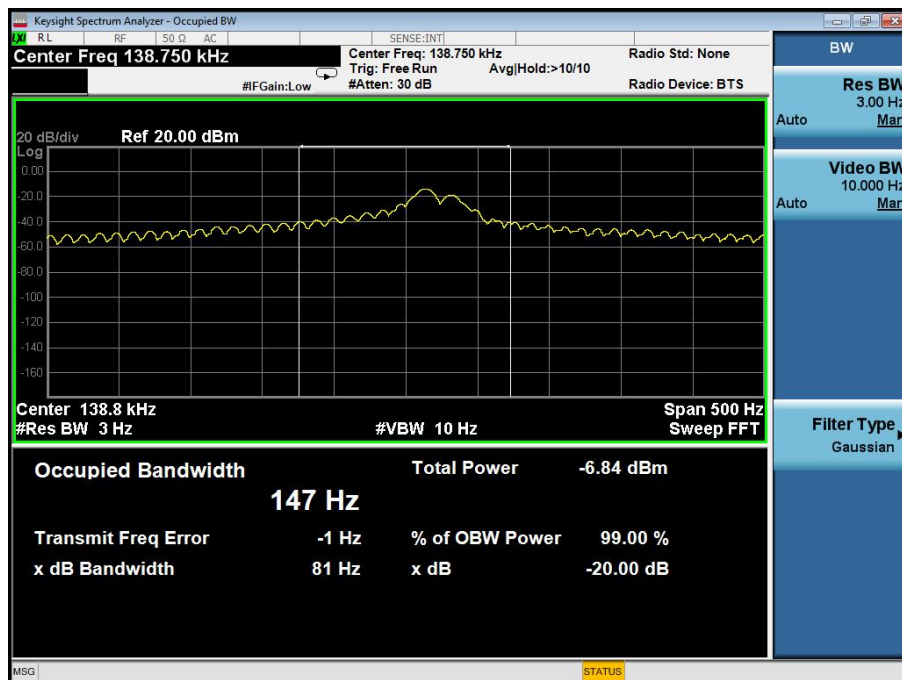 Keysight Spectrum Analyzer - Occupied BW
LXI RL RF 50 Ω AC SENSE:INT
Center Freq 138.750 kHz
Center Freq: 138.750 kHz Radio Std: None
Trig: Free Run Avg|Hold:>10/10
#IFGain:Low #Atten: 30 dB Radio Device: BTS
20 dB/div Ref 20.00 dBm
Log
0.00
-20.0
-40.0
-60.0
-80.0
-100
-120
-140
-160
Center 138.8 kHz Span 500 Hz
#Res BW 3 Hz #VBW 10 Hz Sweep FFT
Occupied Bandwidth Total Power -6.84 dBm
147 Hz
Transmit Freq Error -1 Hz % of OBW Power 99.00 %
x dB Bandwidth 81 Hz x dB -20.00 dB
MSG STATUS
BW
Res BW
3.00 Hz
Auto Man
Video BW
10.000 Hz
Auto Man
Filter Type
Gaussian